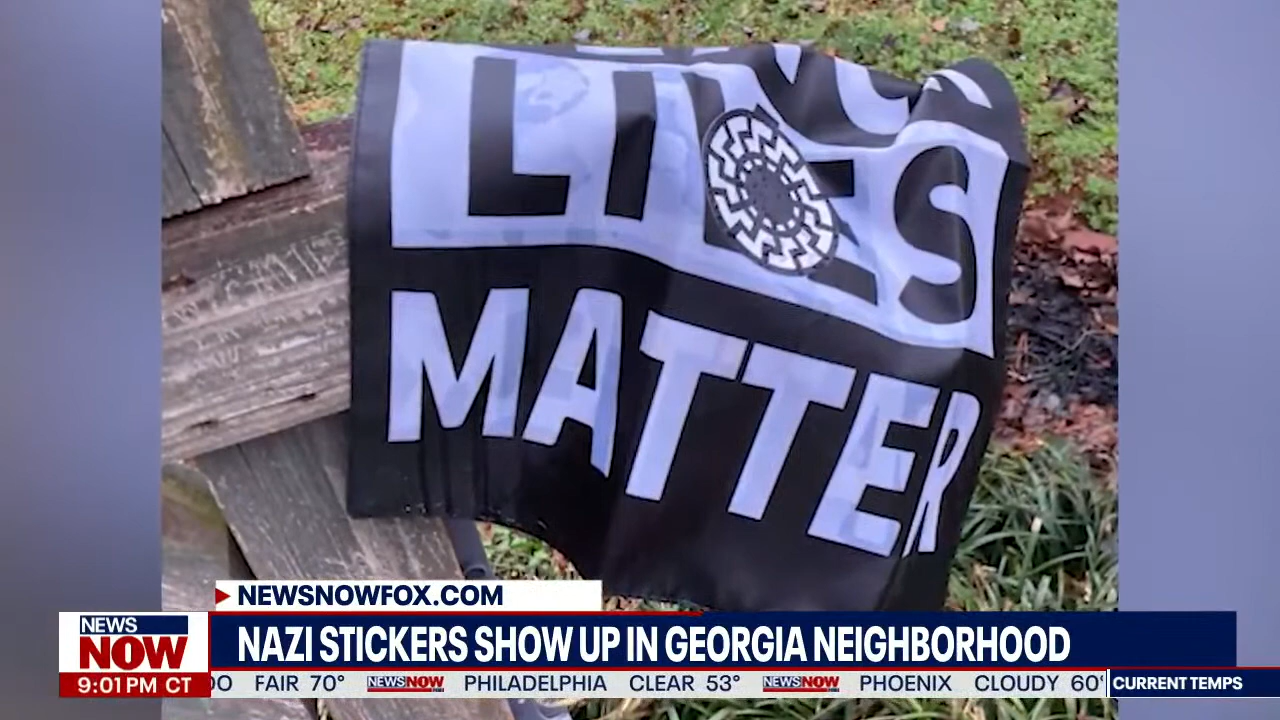 LIVES
MATTER
NEWSNOWFOX.COM
NEWS
NOW
NAZI STICKERS SHOW UP IN GEORGIA NEIGHBORHOOD
9:01 PM CT
FAIR 70° NEWSNOW PHILADELPHIA CLEAR 53° NEWSNOW PHOENIX CLOUDY 60° CURRENT TEMPS